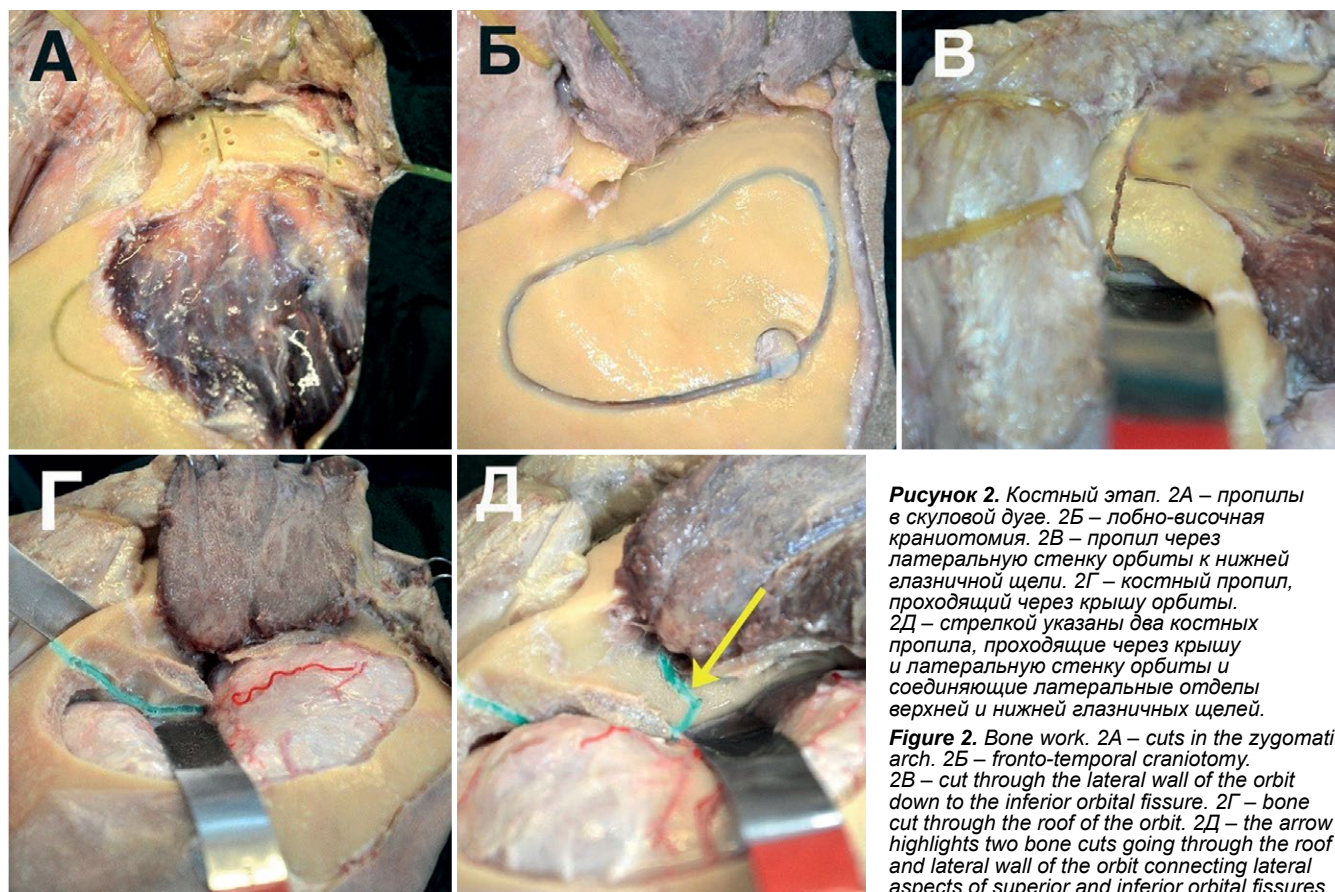 А
Б
В
Г
Д
Рисунок 2. Костный этап. 2А – пропилы
в скуловой дуге. 2Б – лобно-височная
краниотомия. 2В – пропил через
латеральную стенку орбиты к нижней
глазничной щели. 2Г – костный пропил,
проходящий через крышу орбиты.
2Д – стрелкой указаны два костных
пропила, проходящие через крышу
и латеральную стенку орбиты и
соединяющие латеральные отделы
верхней и нижней глазничных щелей.
Figure 2. Bone work. 2A – cuts in the zygomati
arch. 2Б – fronto-temporal craniotomy.
2В – cut through the lateral wall of the orbit
down to the inferior orbital fissure. 2Г – bone
cut through the roof of the orbit. 2Д – the arrow
highlights two bone cuts going through the roof
and lateral wall of the orbit connecting lateral
aspects of superior and inferior orbital fissures